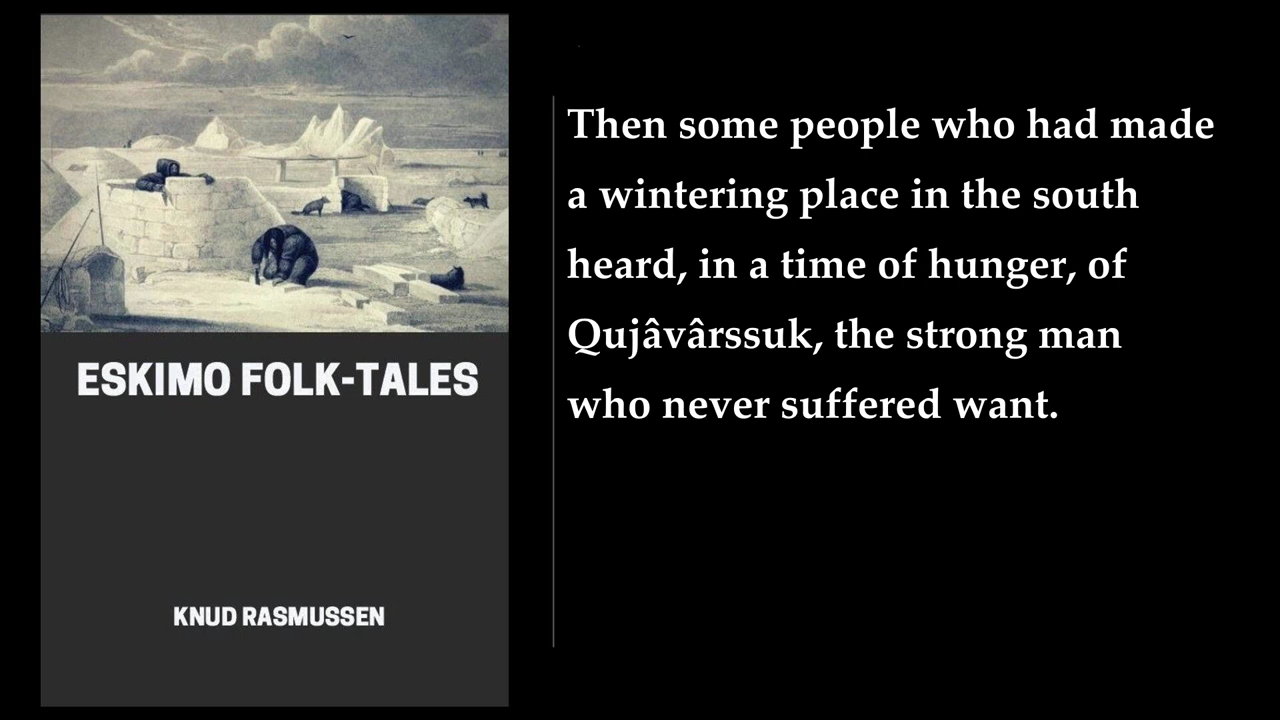 ESKIMO FOLK-TALES
KNUD RASMUSSEN
Then some people who had made
a wintering place in the south
heard, in a time of hunger, of
Qujâvârssuk, the strong man
who never suffered want.